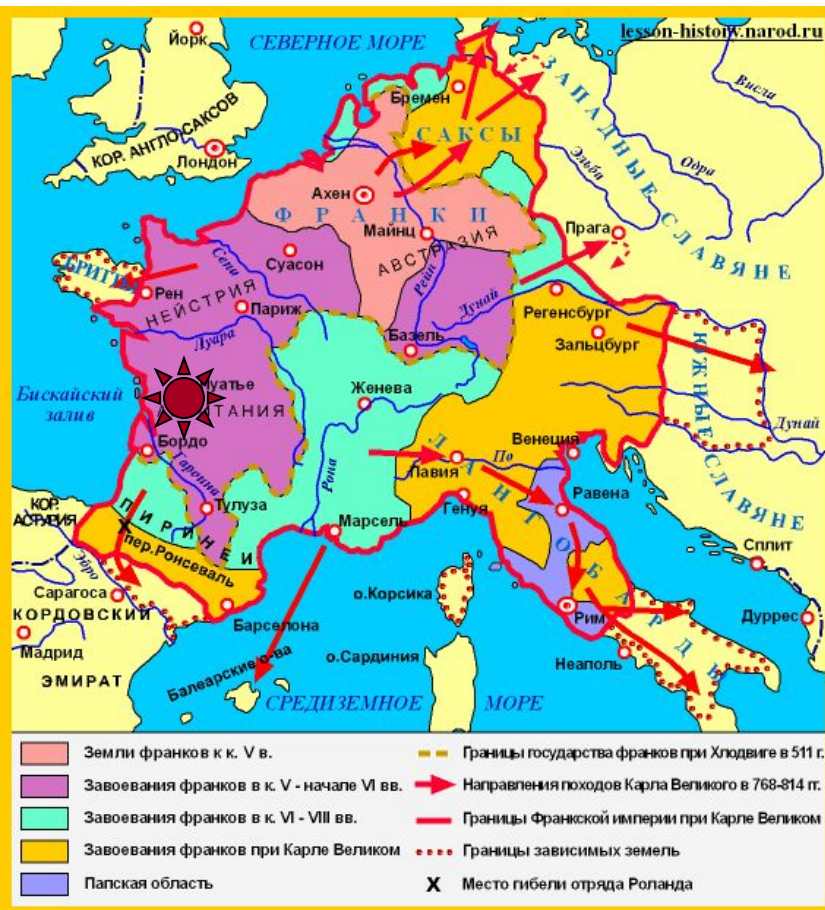 lesson-history.narod.ru
Йорк
СЕВЕРНОЕ МОРЕ
КОР. АНГЛО-САКСОВ
Лондон
Бремен
САКСЫ
ЗАПАДНЫЕ СЛАВЯНЕ
Висла
Одра
Эльба
Ахен
ФРАНКИ
Майнц
АВСТРАЗИЯ
Прага
БРИТТЫ
Рен
Сена
Суасон
НЕЙСТРИЯ
Париж
Рейн
Дунай
Регенсбург
Зальцбург
Луара
Базель
Бискайский
залив
Женева
ЮЖНЫЕ СЛАВЯНЕ
Дунай
Бордо
Гаронна
Рона
ЛАНГОБАРДЫ
Павия
По
Венеция
Генуя
Равена
Тулуза
Марсель
ПИРИНЕИ
КОР.
АСТУРИЯ
пер.Ронсеваль
Эбро
Сарагоса
КОРДОВСКИЙ
ЭМИРАТ
Мадрид
Барселона
о.Корсика
Рим
Сплит
Дуррес
Неаполь
о.Сардиния
Балеарские о-ва
СРЕДИЗЕМНОЕ МОРЕ
Земли франков к к. V в.
Завоевания франков в к. V - начале VI вв.
Завоевания франков в к. VI - VIII вв.
Завоевания франков при Карле Великом
Папская область
Границы государства франков при Хлодвиге в 511 г.
Направления походов Карла Великого в 768-814 гг.
Границы Франкской империи при Карле Великом
Границы зависимых земель
X Место гибели отряда Роланда